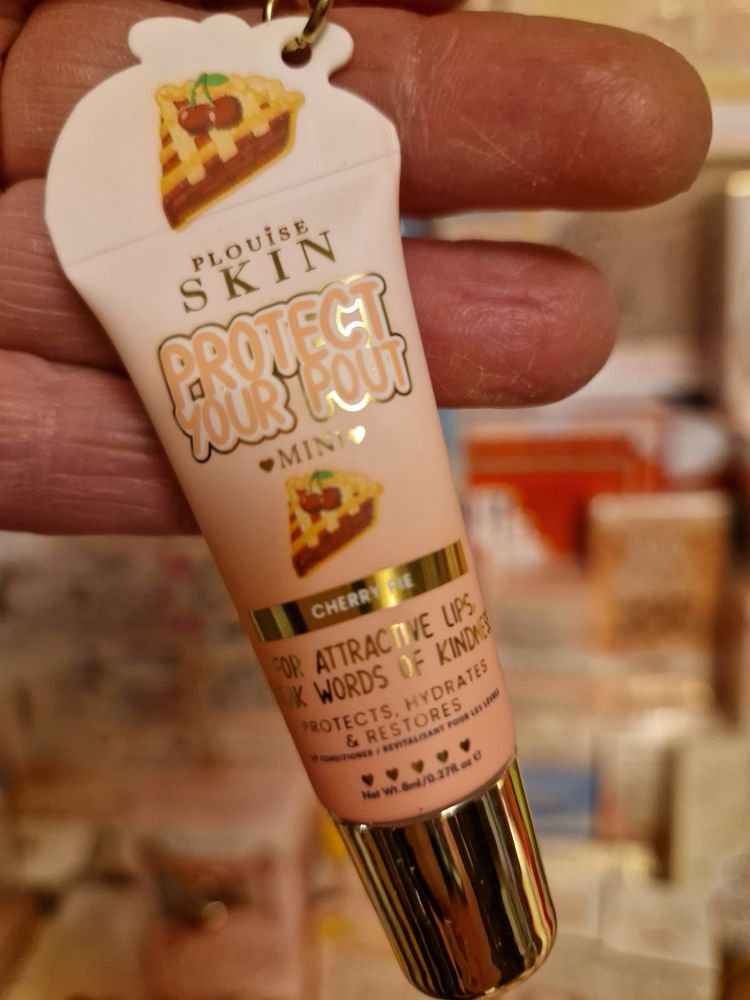 PLOUiSE
SKIN
PROTECT
YOUR POUT
♥MINI♥
CHERRY PIE
FOR ATTRACTIVE LIPS,
WORDS OF KINDNESS
PROTECTS, HYDRATES
& RESTORES
LIP CONDITIONER / REVITALISANT POUR LES LÈVRES
Net Wt. 8ml/0.27fl. oz ℮